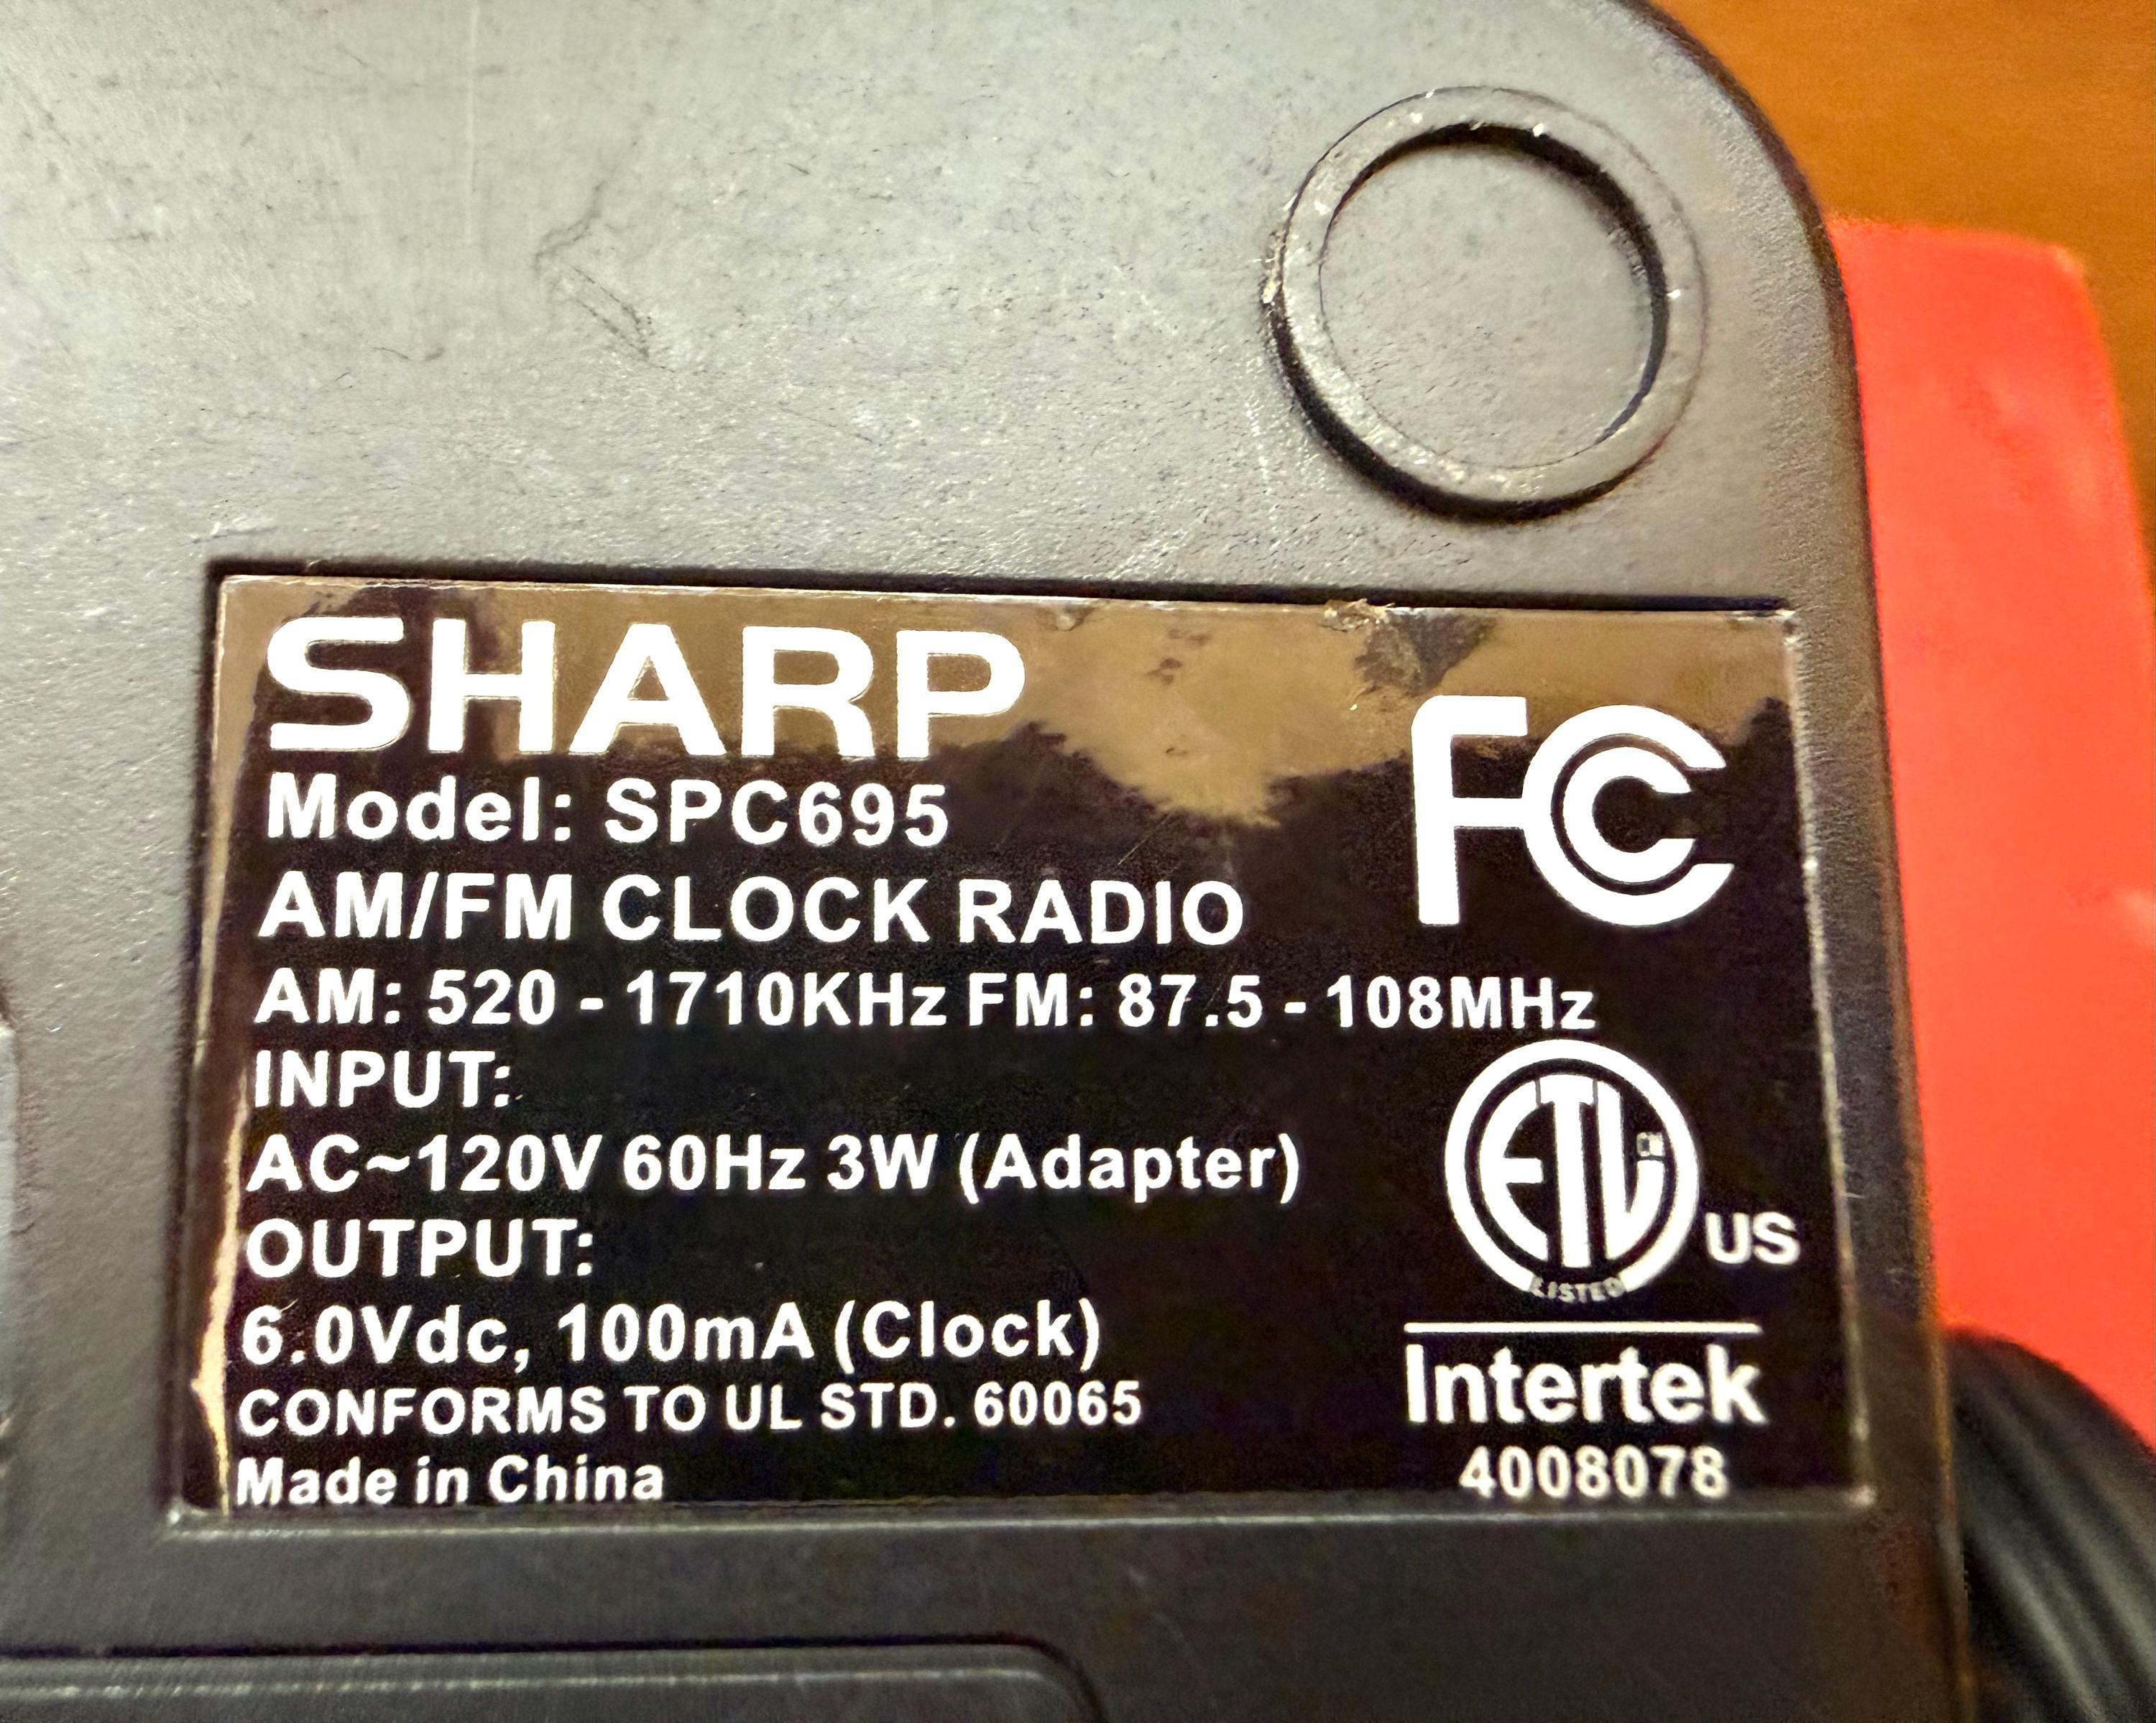 SHARP
FC
Model: SPC695
AM/FM CLOCK RADIO
AM: 520 - 1710KHz FM: 87.5 - 108MHz
INPUT:
AC~120V 60Hz 3W (Adapter)
OUTPUT:
6.0Vdc, 100mA (Clock)
CONFORMS TO UL STD. 60065
Made in China
ETL CM
US
LISTED
Intertek
4008078